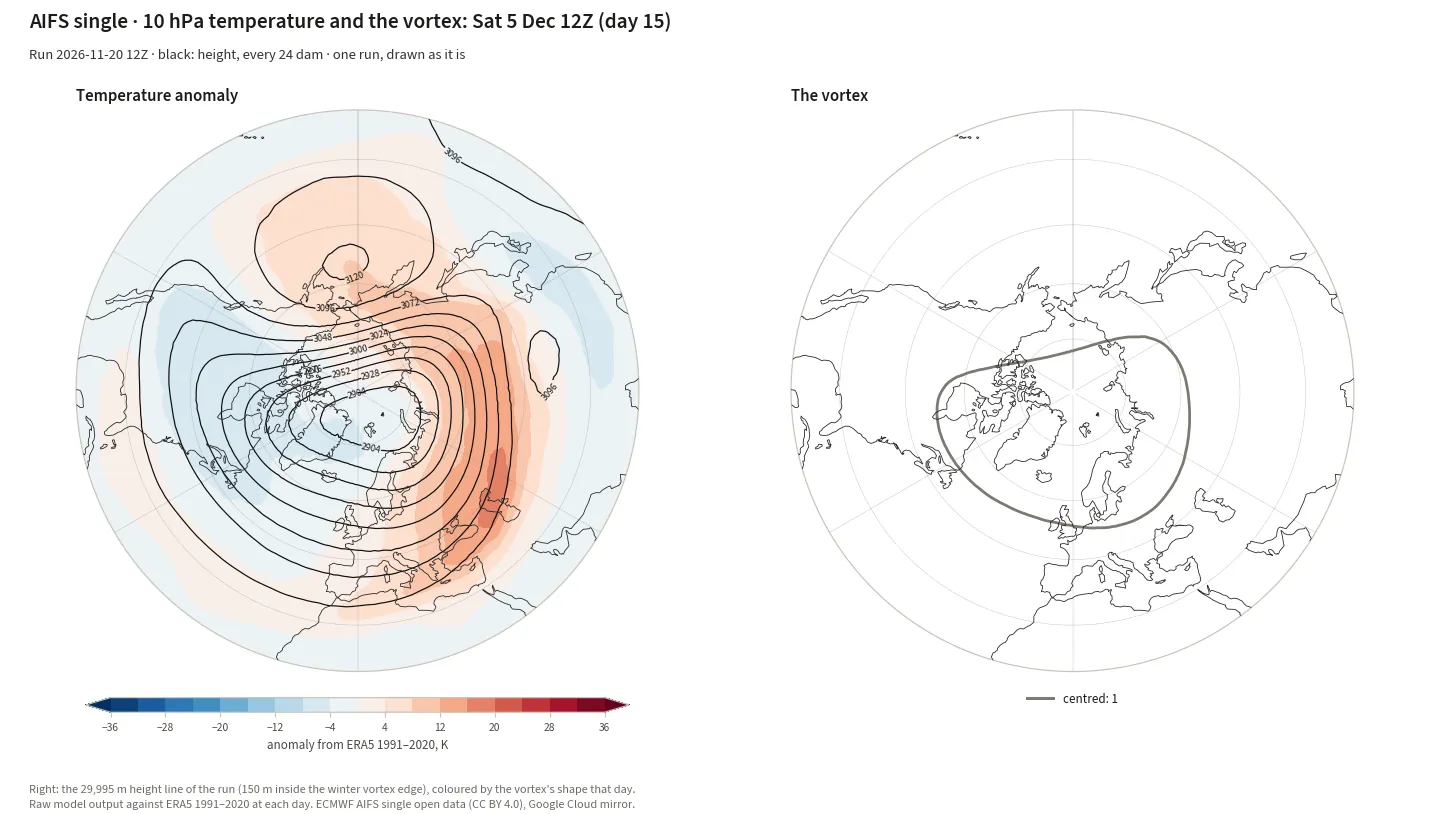 AIFS single · 10 hPa temperature and the vortex: Sat 5 Dec 12Z (day 15)
Run 2026-11-20 12Z · black: height, every 24 dam · one run, drawn as it is
Temperature anomaly
The vortex
3096
3120
3096
3072
3048
3024
3000
2976
2952
2928
2904
3096
2904
−36
−28
−20
−12
−4
4
12
20
28
36
anomaly from ERA5 1991–2020, K
centred: 1
Right: the 29,995 m height line of the run (150 m inside the winter vortex edge), coloured by the vortex's shape that day.
Raw model output against ERA5 1991–2020 at each day. ECMWF AIFS single open data (CC BY 4.0), Google Cloud mirror.